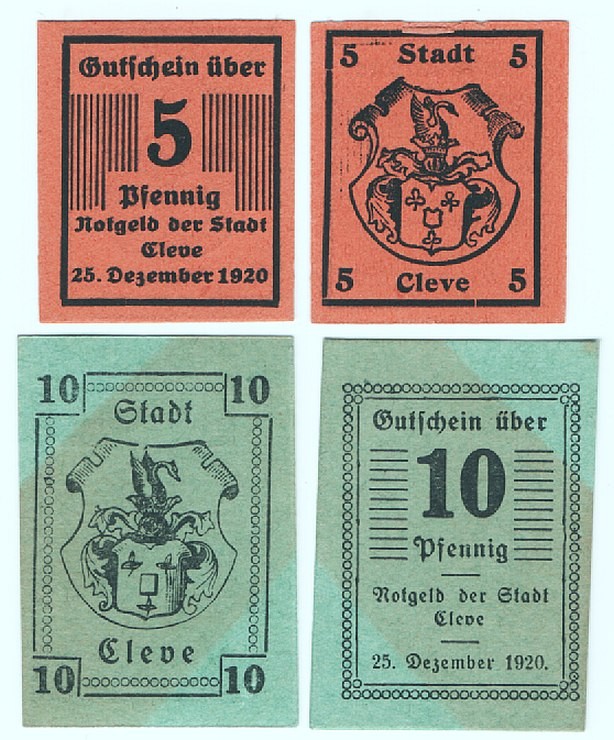 Gutschein über
5
Pfennig
Notgeld der Stadt
Cleve
25. Dezember 1920
5 Stadt 5
5 Cleve 5
10 10
Stadt
Cleve
10 10
Gutschein über
10
Pfennig
Notgeld der Stadt
Cleve
25. Dezember 1920.